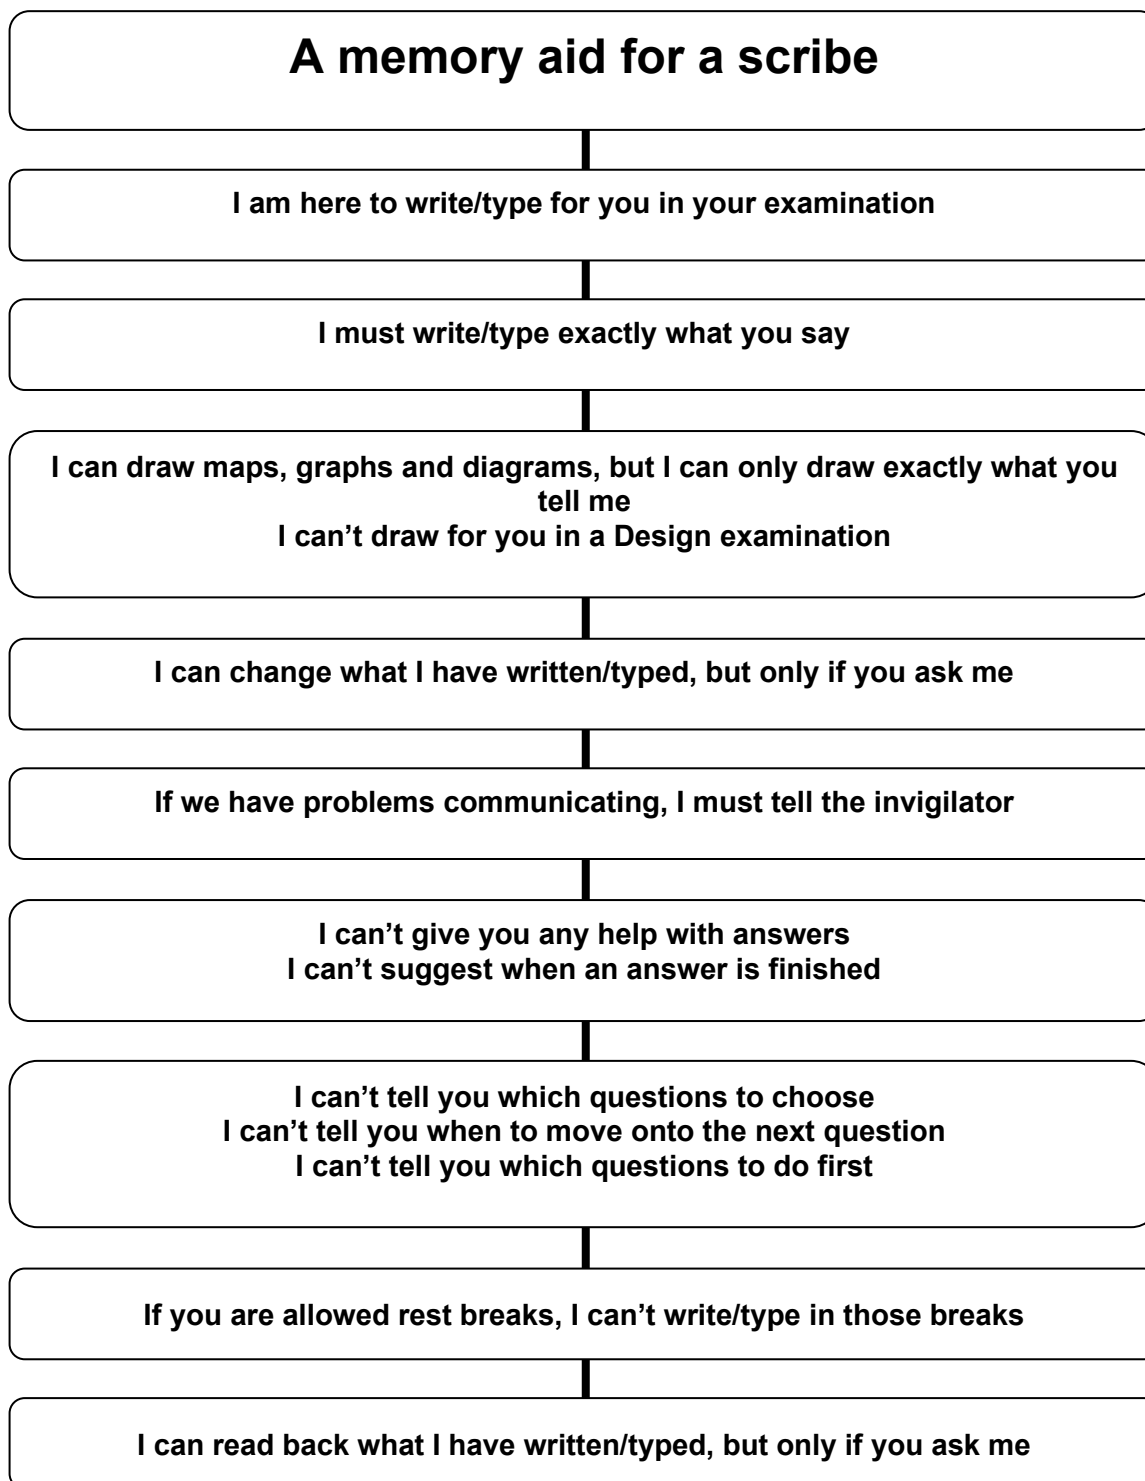 A memory aid for a scribe
I am here to write/type for you in your examination
I must write/type exactly what you say
I can draw maps, graphs and diagrams, but I can only draw exactly what you
tell me
I can’t draw for you in a Design examination
I can change what I have written/typed, but only if you ask me
If we have problems communicating, I must tell the invigilator
I can’t give you any help with answers
I can’t suggest when an answer is finished
I can’t tell you which questions to choose
I can’t tell you when to move onto the next question
I can’t tell you which questions to do first
If you are allowed rest breaks, I can’t write/type in those breaks
I can read back what I have written/typed, but only if you ask me